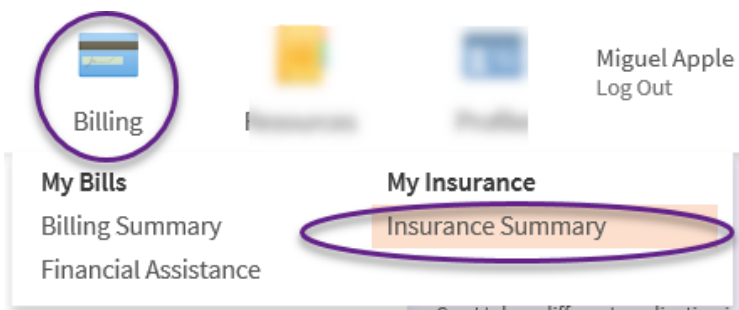 Miguel Apple
Log Out
Billing
My Bills
My Insurance
Billing Summary
Insurance Summary
Financial Assistance